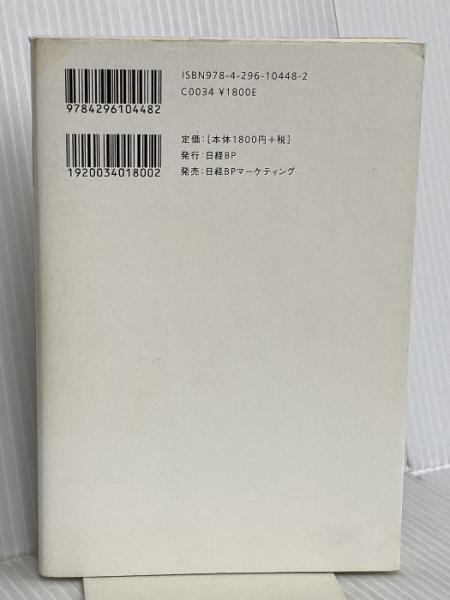 ISBN978-4-296-10448-2
C0034 ¥1800E
9784296104482
定価：[本体1800円+税]
発行：日経BP
発売：日経BPマーケティング
1920034018002